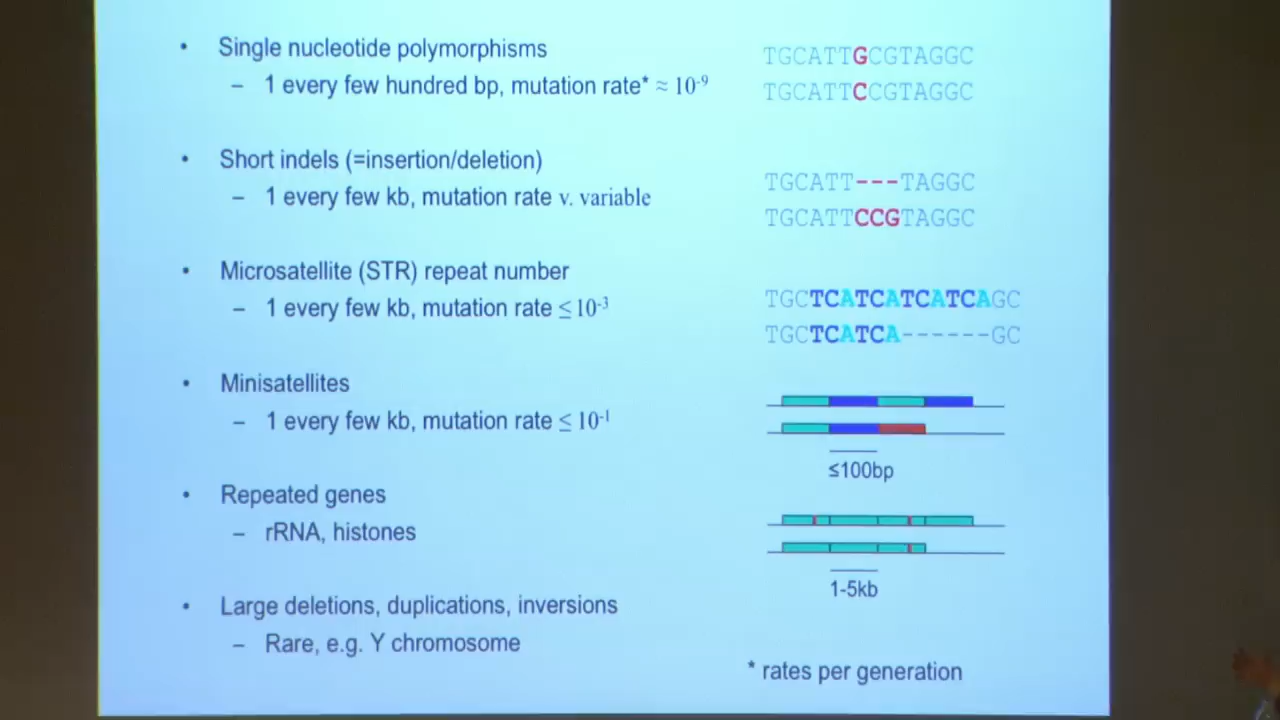 • Single nucleotide polymorphisms
– 1 every few hundred bp, mutation rate* ≈ 10⁻⁹
TGCATTGCGTAGGC
TGCATTCCGTAGGC
• Short indels (=insertion/deletion)
– 1 every few kb, mutation rate v. variable
TGCATT---TAGGC
TGCATTCCGTAGGC
• Microsatellite (STR) repeat number
– 1 every few kb, mutation rate ≤10⁻³
TGCTCATCATCATCAGC
TGCTCATCA------GC
• Minisatellites
– 1 every few kb, mutation rate ≤ 10⁻¹
≤100bp
• Repeated genes
– rRNA, histones
1-5kb
• Large deletions, duplications, inversions
– Rare, e.g. Y chromosome
* rates per generation